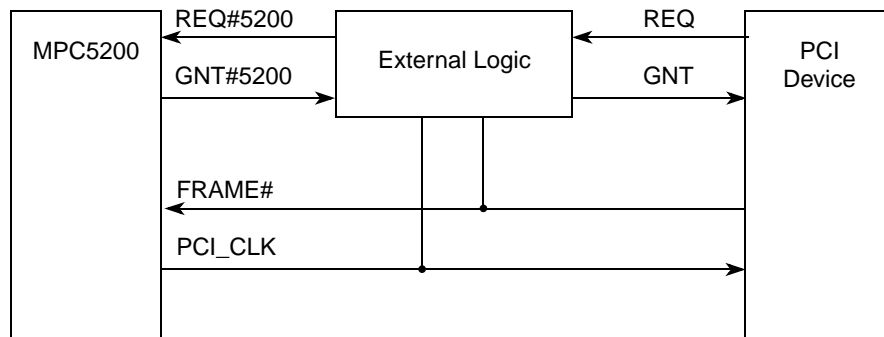 REQ#5200
REQ
MPC5200
External Logic
PCI
Device
GNT#5200
GNT
FRAME#
PCI_CLK